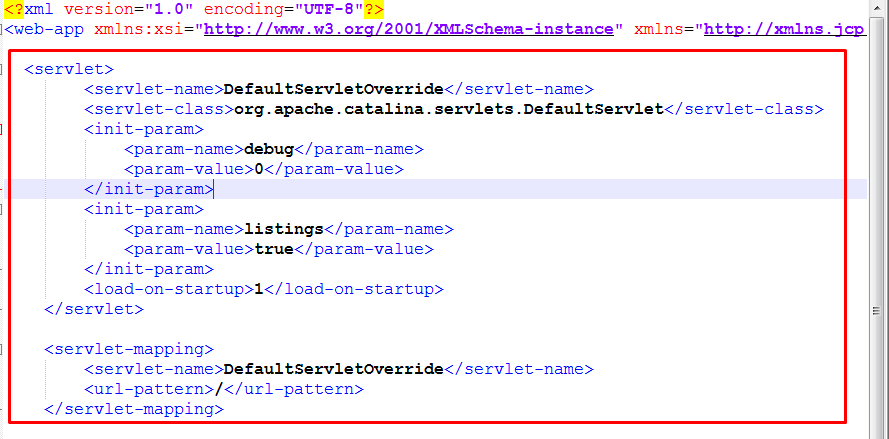 <?xml version="1.0" encoding="UTF-8"?>
<web-app xmlns:xsi="http://www.w3.org/2001/XMLSchema-instance" xmlns="http://xmlns.jcp
<servlet>
<servlet-name>DefaultServletOverride</servlet-name>
<servlet-class>org.apache.catalina.servlets.DefaultServlet</servlet-class>
<init-param>
<param-name>debug</param-name>
<param-value>0</param-value>
</init-param>
<init-param>
<param-name>listings</param-name>
<param-value>true</param-value>
</init-param>
<load-on-startup>1</load-on-startup>
</servlet>
<servlet-mapping>
<servlet-name>DefaultServletOverride</servlet-name>
<url-pattern>/</url-pattern>
</servlet-mapping>